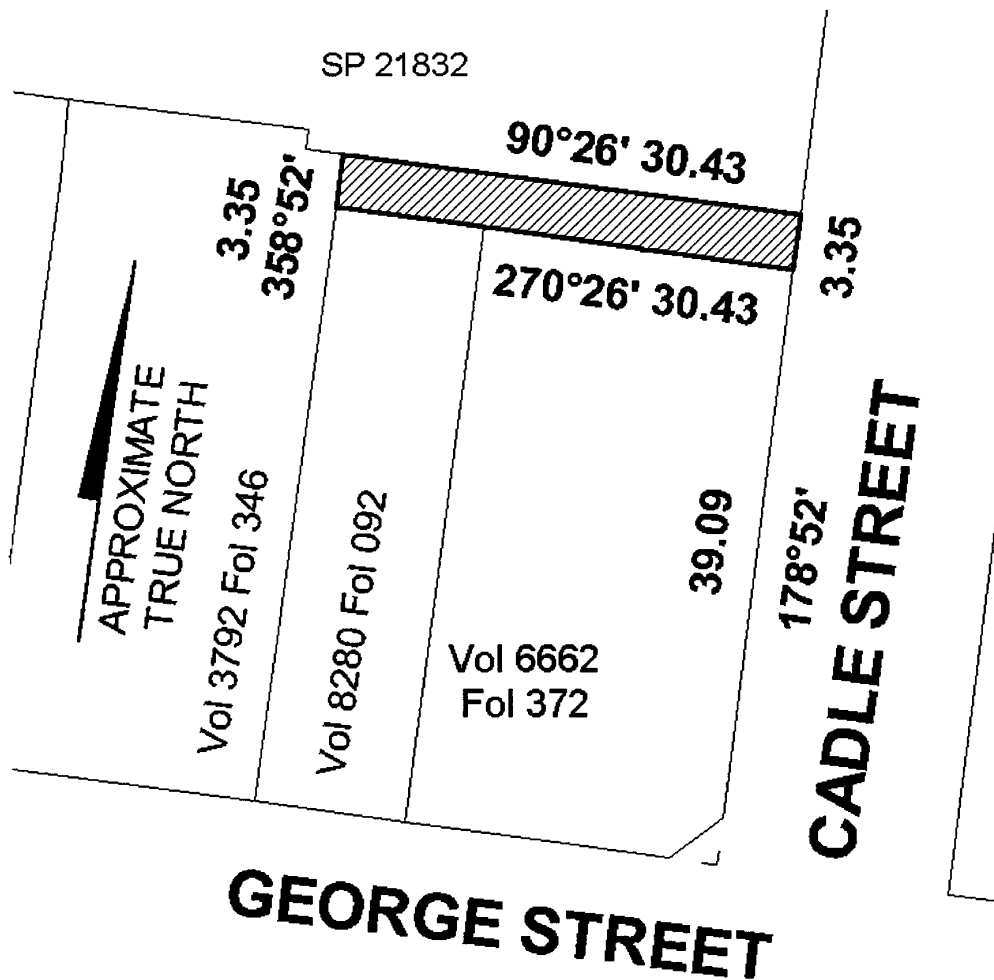 SP 21832
90°26' 30.43
3.35
358°52'
3.35
270°26' 30.43
APPROXIMATE
TRUE NORTH
Vol 3792 Fol 346
Vol 8280 Fol 092
Vol 6662
Fol 372
39.09
178°52'
CADLE STREET
GEORGE STREET